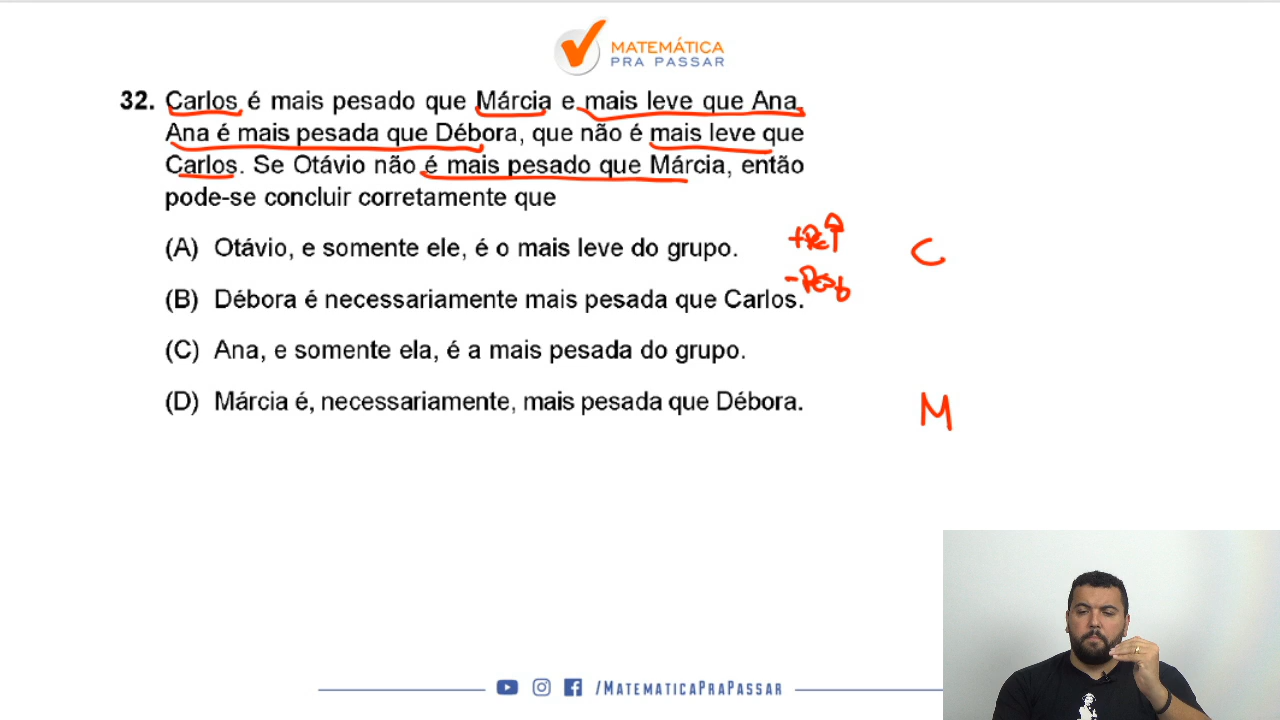 MATEMÁTICA
PRA PASSAR
32. Carlos é mais pesado que Márcia e mais leve que Ana.
Ana é mais pesada que Débora, que não é mais leve que
Carlos. Se Otávio não é mais pesado que Márcia, então
pode-se concluir corretamente que
(A) Otávio, e somente ele, é o mais leve do grupo.
(B) Débora é necessariamente mais pesada que Carlos.
(C) Ana, e somente ela, é a mais pesada do grupo.
(D) Márcia é, necessariamente, mais pesada que Débora.
C
M
/MATEMATICAPRAPASSAR